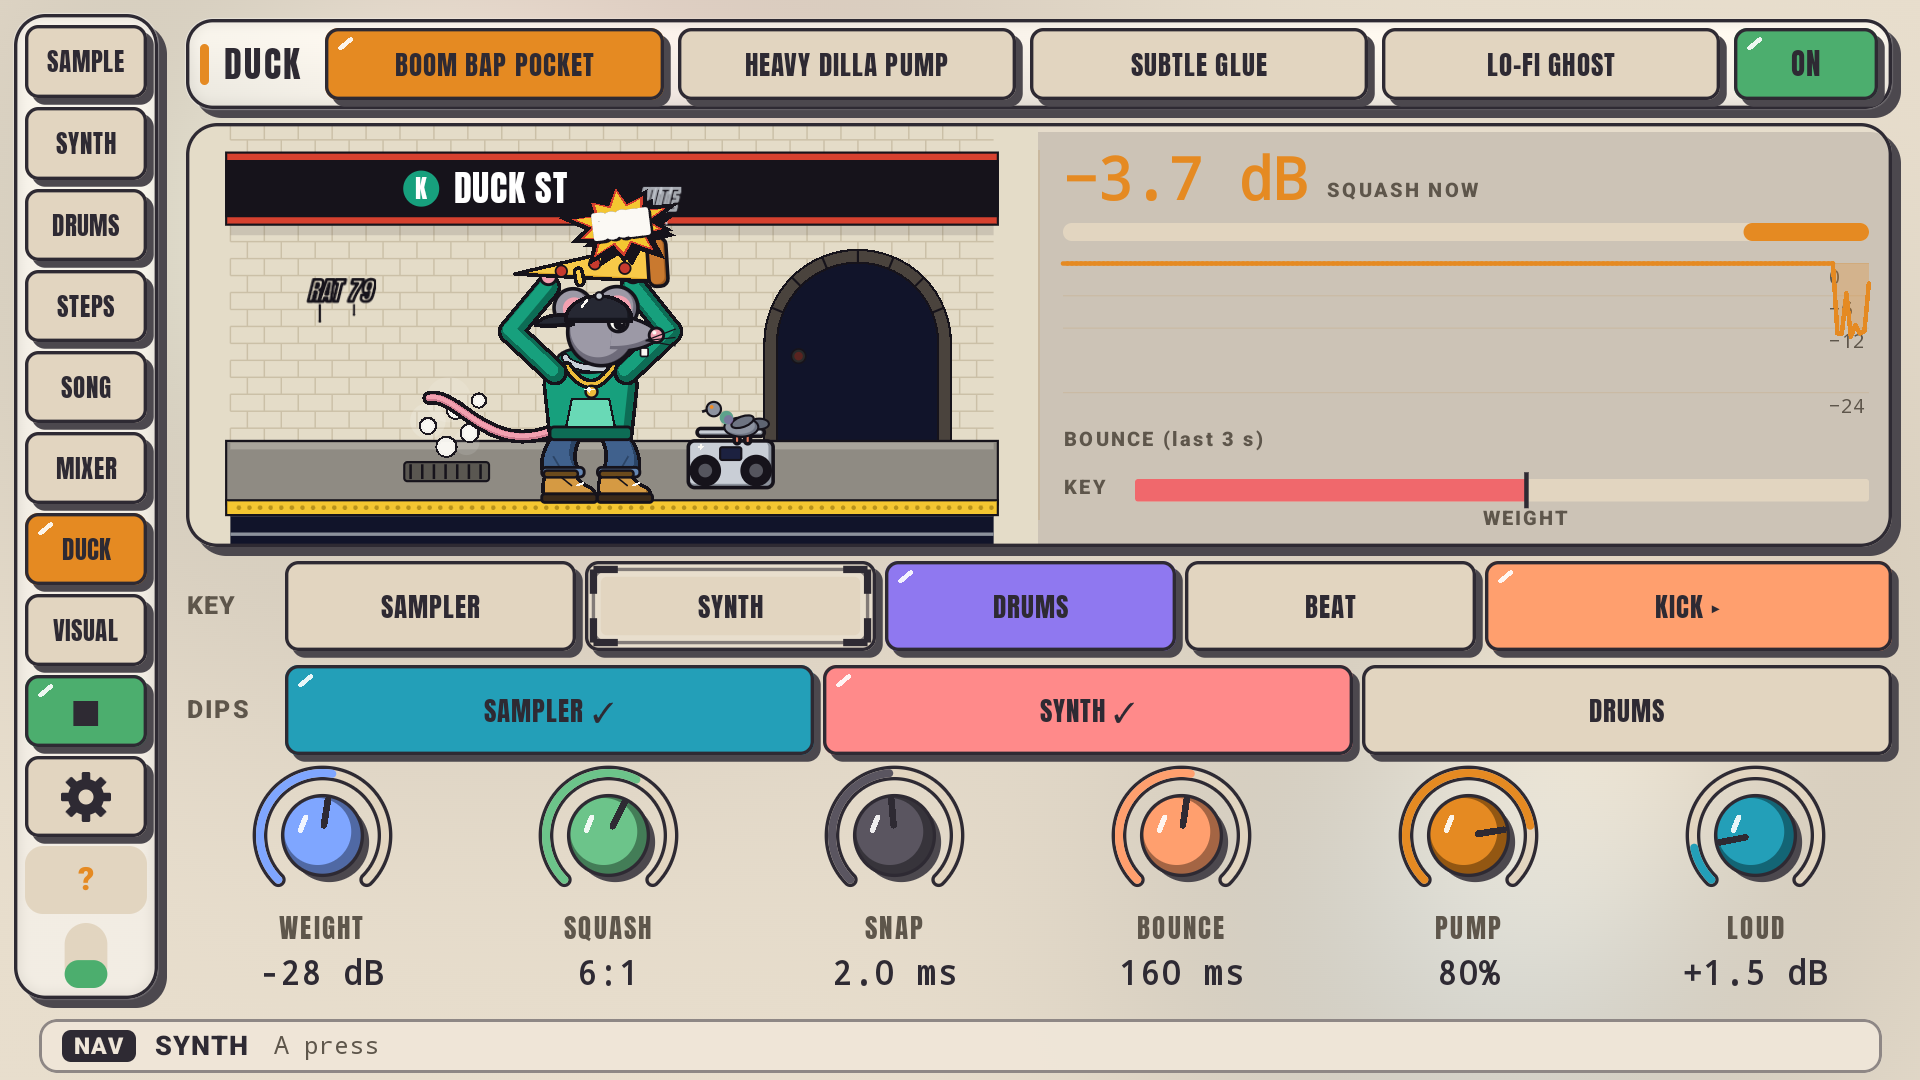 SAMPLE
SYNTH
DRUMS
STEPS
SONG
MIXER
DUCK
VISUAL
?
DUCK
BOOM BAP POCKET
HEAVY DILLA PUMP
SUBTLE GLUE
LO-FI GHOST
ON
K DUCK ST
RAT 79
−3.7 dB SQUASH NOW
0
−12
−24
BOUNCE (last 3 s)
KEY
WEIGHT
KEY
SAMPLER
SYNTH
DRUMS
BEAT
KICK ▸
DIPS
SAMPLER ✓
SYNTH ✓
DRUMS
WEIGHT
-28 dB
SQUASH
6:1
SNAP
2.0 ms
BOUNCE
160 ms
PUMP
80%
LOUD
+1.5 dB
NAV SYNTH A press